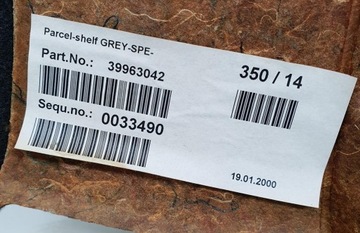 Parcel-shelf GREY-SPE-
Part.No.: 39963042
350 / 14
Sequ.no.: 0033490
19.01.2000